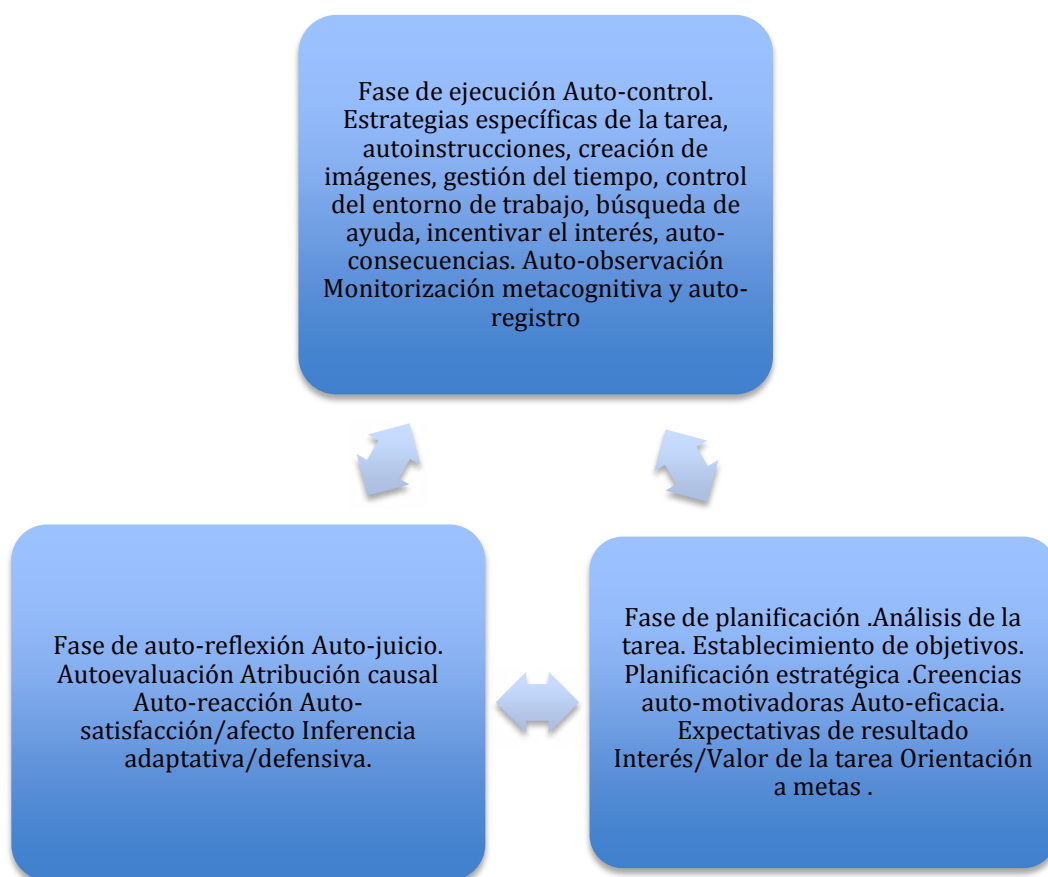 Fase de ejecución Auto-control.
Estrategias específicas de la tarea,
autoinstrucciones, creación de
imágenes, gestión del tiempo, control
del entorno de trabajo, búsqueda de
ayuda, incentivar el interés, auto-
consecuencias. Auto-observación
Monitorización metacognitiva y auto-
registro
Fase de auto-reflexión Auto-juicio.
Autoevaluación Atribución causal
Auto-reacción Auto-
satisfacción/afecto Inferencia
adaptativa/defensiva.
Fase de planificación .Análisis de la
tarea. Establecimiento de objetivos.
Planificación estratégica .Creencias
auto-motivadoras Auto-eficacia.
Expectativas de resultado
Interés/Valor de la tarea Orientación
a metas .